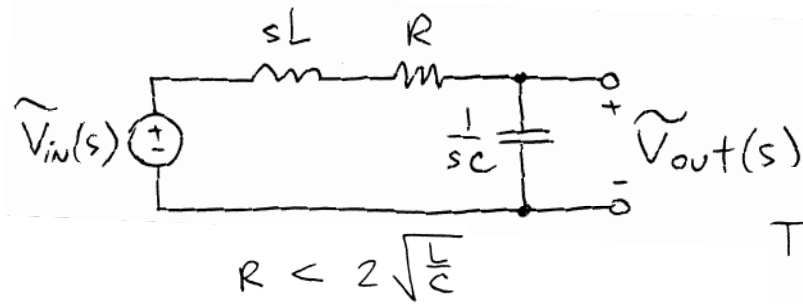 sL R
Ṽin(s) + - 1/sC + - Ṽout(s)
T
R < 2 √(L/C)